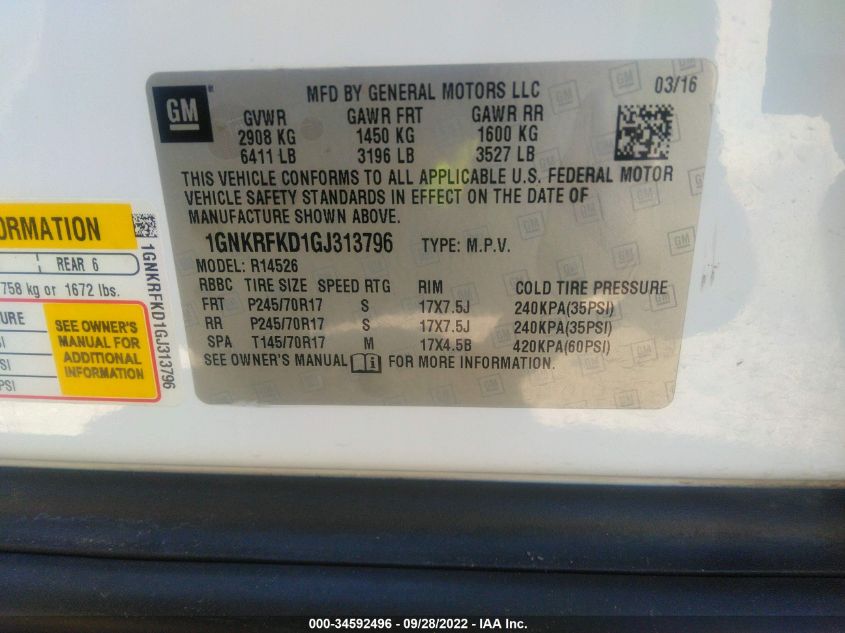 GM
MFD BY GENERAL MOTORS LLC
03/16
GVWR GAWR FRT GAWR RR
2908 KG 1450 KG 1600 KG
6411 LB 3196 LB 3527 LB
THIS VEHICLE CONFORMS TO ALL APPLICABLE U.S. FEDERAL MOTOR
VEHICLE SAFETY STANDARDS IN EFFECT ON THE DATE OF
MANUFACTURE SHOWN ABOVE.
1GNKRFKD1GJ313796 TYPE: M.P.V.
MODEL: R14526
RBBC TIRE SIZE SPEED RTG RIM COLD TIRE PRESSURE
FRT P245/70R17 S 17X7.5J 240KPA(35PSI)
RR P245/70R17 S 17X7.5J 240KPA(35PSI)
SPA T145/70R17 M 17X4.5B 420KPA(60PSI)
SEE OWNER'S MANUAL FOR MORE INFORMATION.
ORMATION
REAR 6
758 kg or 1672 lbs.
URE
SI
SI
PSI
SEE OWNER'S
MANUAL FOR
ADDITIONAL
INFORMATION
1GNKRFKD1GJ313796
000-34592496 - 09/28/2022 - IAA Inc.